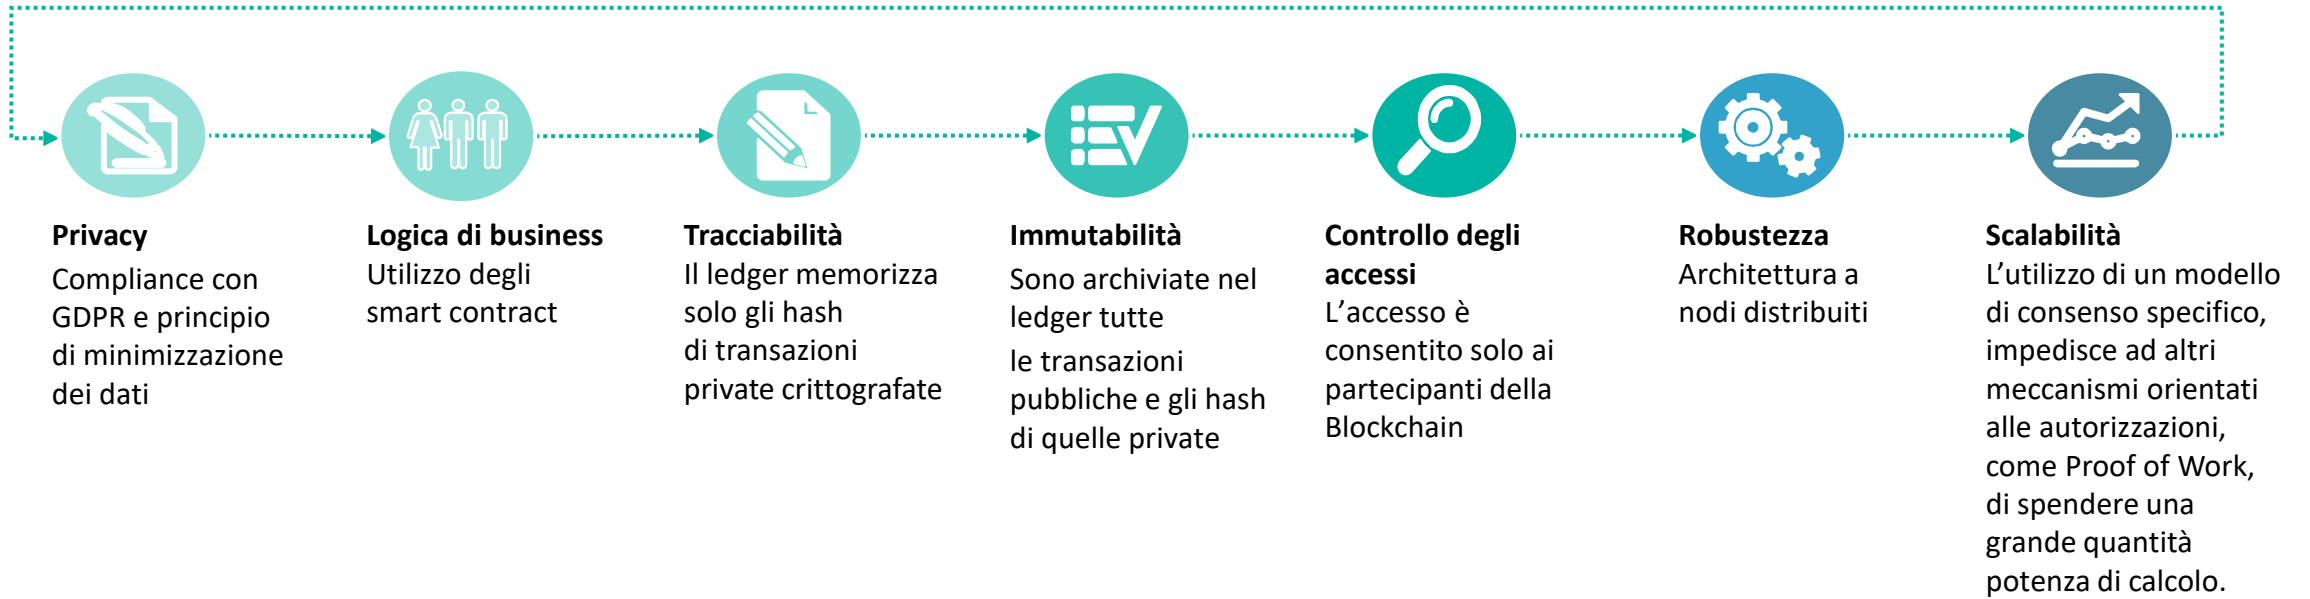 Privacy
Compliance con
GDPR e principio
di minimizzazione
dei dati
Logica di business
Utilizzo degli
smart contract
Tracciabilità
Il ledger memorizza
solo gli hash
di transazioni
private crittografate
Immutabilità
Sono archiviate nel
ledger tutte
le transazioni
pubbliche e gli hash
di quelle private
Controllo degli
accessi
L’accesso è
consentito solo ai
partecipanti della
Blockchain
Robustezza
Architettura a
nodi distribuiti
Scalabilità
L’utilizzo di un modello
di consenso specifico,
impedisce ad altri
meccanismi orientati
alle autorizzazioni,
come Proof of Work,
di spendere una
grande quantità
potenza di calcolo.